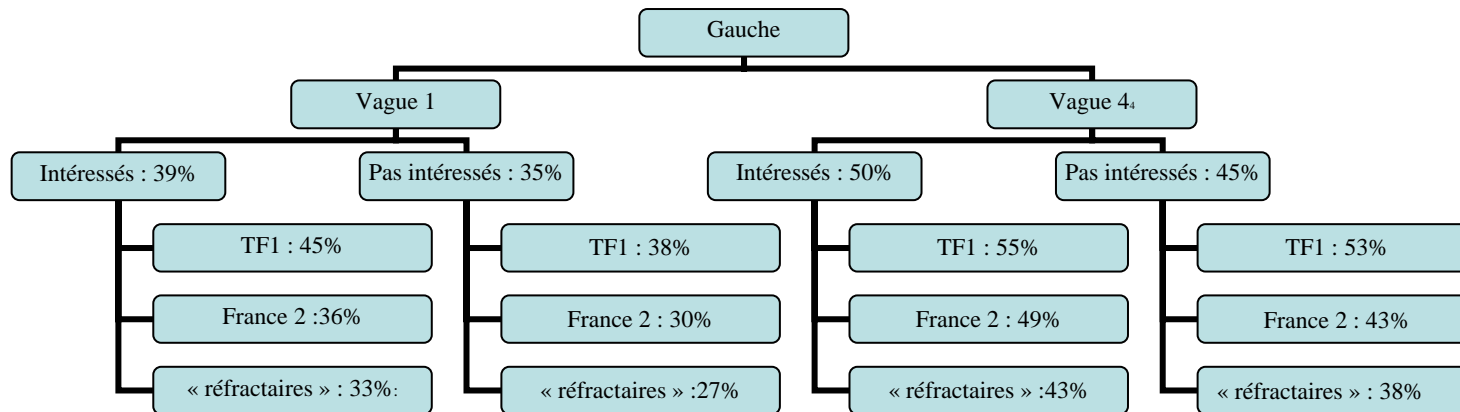 Gauche
Vague 1
Vague 4₄
Intéressés : 39%
Pas intéressés : 35%
Intéressés : 50%
Pas intéressés : 45%
TF1 : 45%
TF1 : 38%
TF1 : 55%
TF1 : 53%
France 2 :36%
France 2 : 30%
France 2 : 49%
France 2 : 43%
« réfractaires » : 33%:
« réfractaires » :27%
« réfractaires » :43%
« réfractaires » : 38%